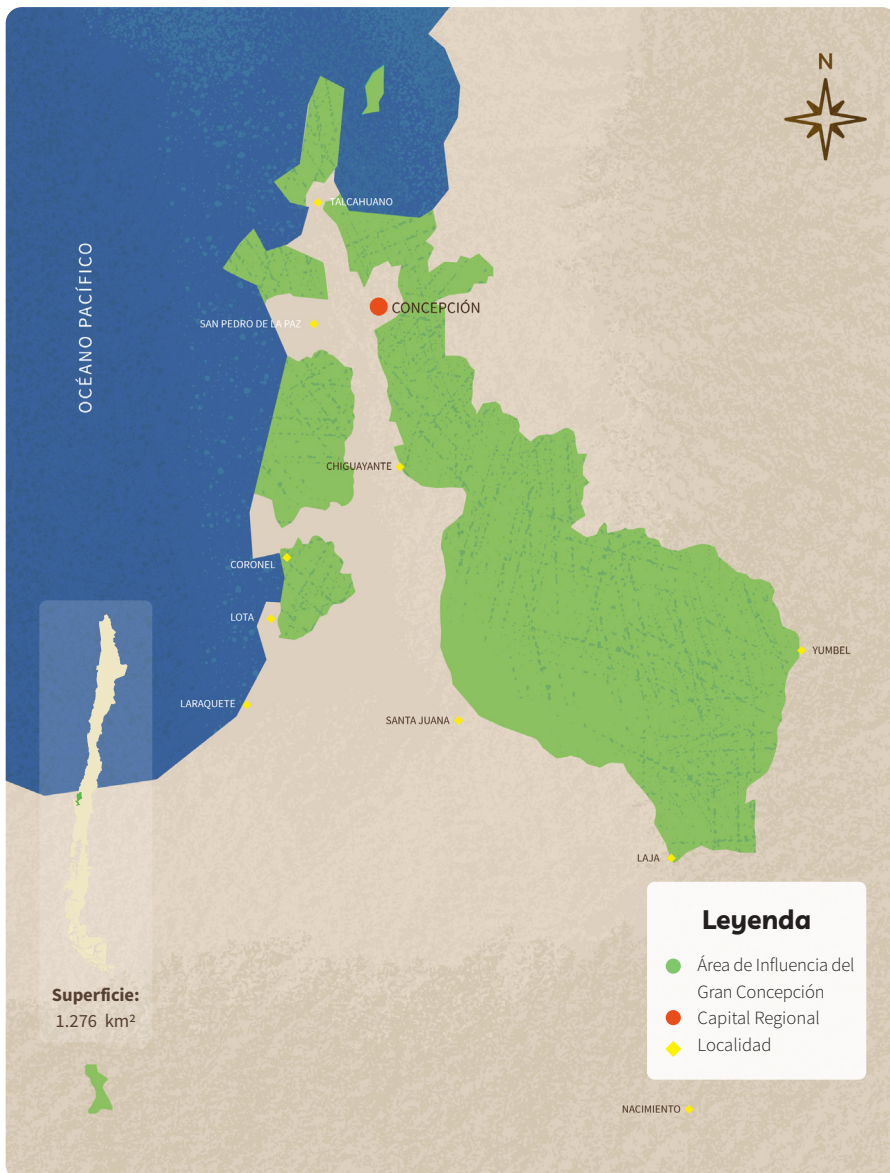 N
TALCAHUANO
OCÉANO PACÍFICO
CONCEPCIÓN
SAN PEDRO DE LA PAZ
CHIGUAYANTE
CORONEL
LOTA
YUMBEL
LARAQUETE
SANTA JUANA
LAJA
Leyenda
Área de Influencia del
Gran Concepción
Capital Regional
Localidad
Superficie:
1.276 km²
NACIMIENTO